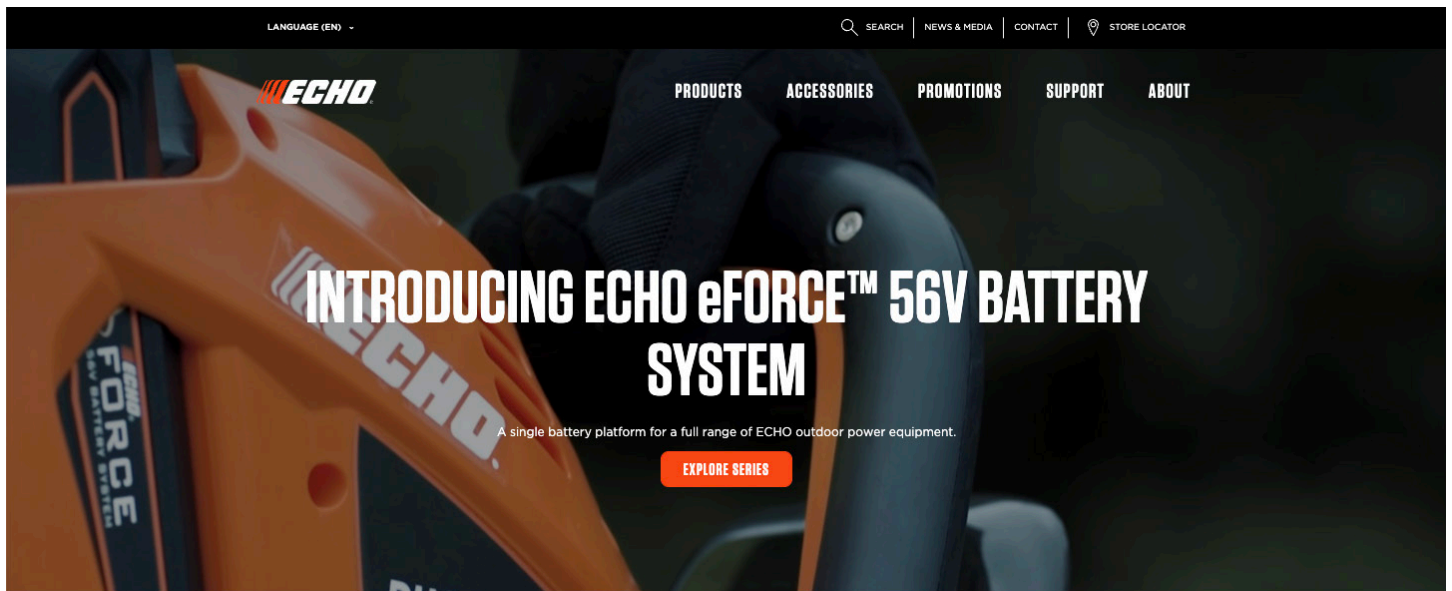 LANGUAGE (EN)
SEARCH
NEWS & MEDIA
CONTACT
STORE LOCATOR
ECHO
PRODUCTS
ACCESSORIES
PROMOTIONS
SUPPORT
ABOUT
INTRODUCING ECHO eFORCE™ 56V BATTERY
SYSTEM
A single battery platform for a full range of ECHO outdoor power equipment.
EXPLORE SERIES
ECHO.
ECHO.
FORCE
56V BATTERY SYSTEM